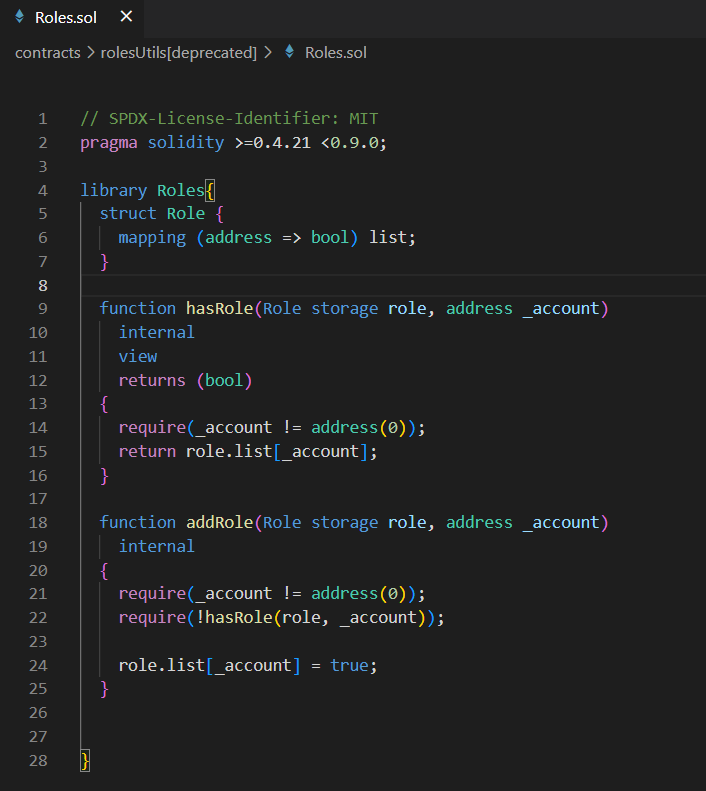 Roles.sol ×
contracts > rolesUtils[deprecated] > Roles.sol
1 // SPDX-License-Identifier: MIT
2 pragma solidity >=0.4.21 <0.9.0;
3
4 library Roles{
5   struct Role {
6     mapping (address => bool) list;
7   }
8
9   function hasRole(Role storage role, address _account)
10     internal
11     view
12     returns (bool)
13   {
14     require(_account != address(0));
15     return role.list[_account];
16   }
17
18   function addRole(Role storage role, address _account)
19     internal
20   {
21     require(_account != address(0));
22     require(!hasRole(role, _account));
23
24     role.list[_account] = true;
25   }
26
27
28 }